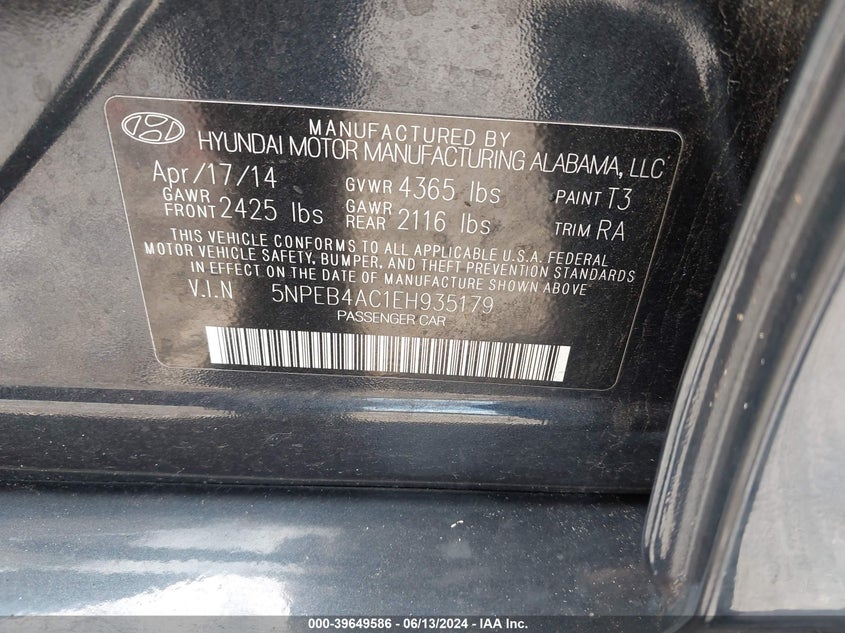 MANUFACTURED BY
HYUNDAI MOTOR MANUFACTURING ALABAMA, LLC
Apr/17/14 GVWR 4365 lbs PAINT T3
GAWR FRONT 2425 lbs GAWR REAR 2116 lbs TRIM RA
THIS VEHICLE CONFORMS TO ALL APPLICABLE U.S.A. FEDERAL
MOTOR VEHICLE SAFETY, BUMPER, AND THEFT PREVENTION STANDARDS
IN EFFECT ON THE DATE OF MANUFACTURE SHOWN ABOVE
V.I.N 5NPEB4AC1EH935179
PASSENGER CAR
000-39649586 - 06/13/2024 - IAA Inc.